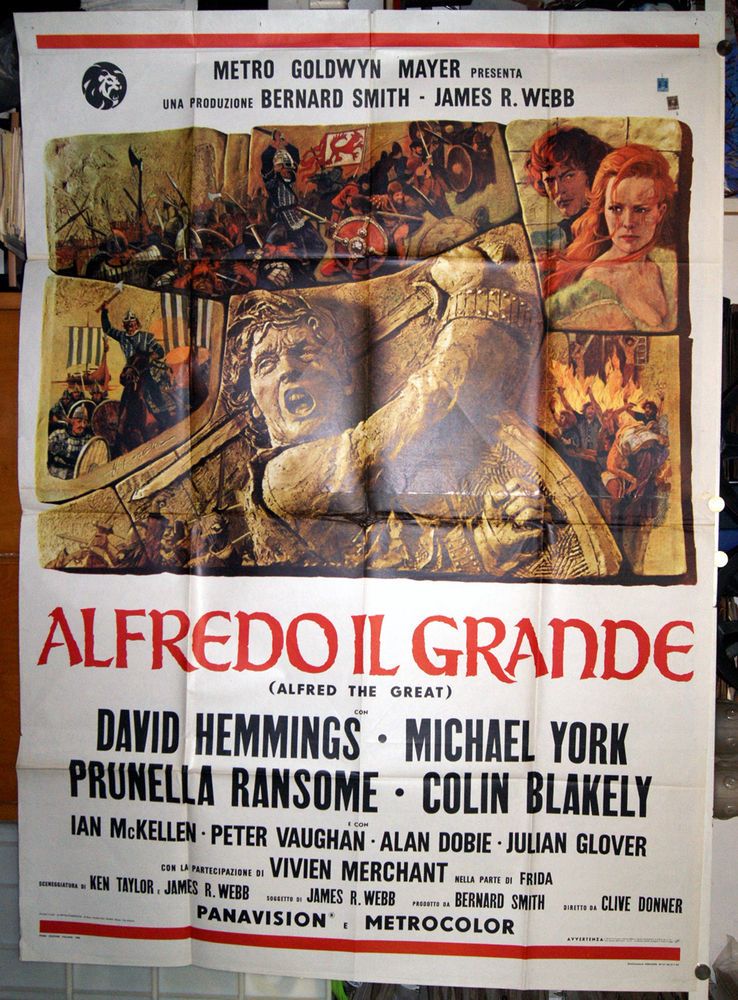 METRO GOLDWYN MAYER PRESENTA
UNA PRODUZIONE BERNARD SMITH - JAMES R. WEBB
ALFREDO IL GRANDE
(ALFRED THE GREAT)
CON
DAVID HEMMINGS · MICHAEL YORK
PRUNELLA RANSOME · COLIN BLAKELY
E CON
IAN McKELLEN · PETER VAUGHAN · ALAN DOBIE · JULIAN GLOVER
CON LA PARTECIPAZIONE DI VIVIEN MERCHANT NELLA PARTE DI FRIDA
SCENEGGIATURA DI KEN TAYLOR E JAMES R. WEBB SOGGETTO DI JAMES R. WEBB PRODOTTO DA BERNARD SMITH DIRETTO DA CLIVE DONNER
PANAVISION® E METROCOLOR
AVVERTENZA